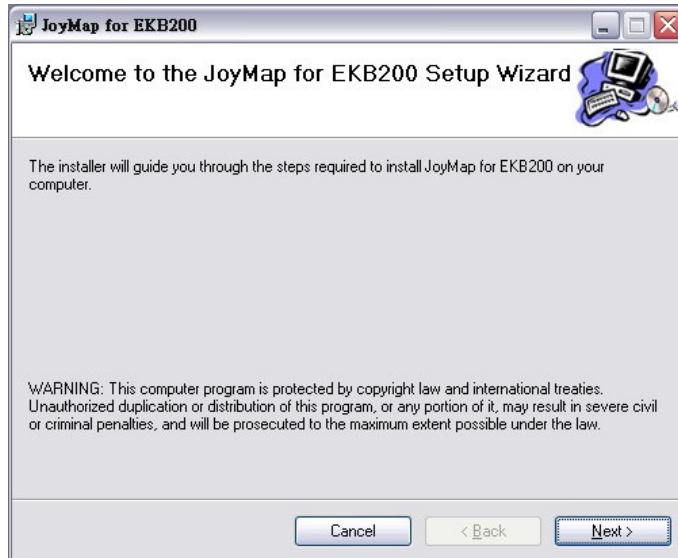 JoyMap for EKB200
Welcome to the JoyMap for EKB200 Setup Wizard
The installer will guide you through the steps required to install JoyMap for EKB200 on your
computer.
WARNING: This computer program is protected by copyright law and international treaties.
Unauthorized duplication or distribution of this program, or any portion of it, may result in severe civil
or criminal penalties, and will be prosecuted to the maximum extent possible under the law.
Cancel
< Back
Next >